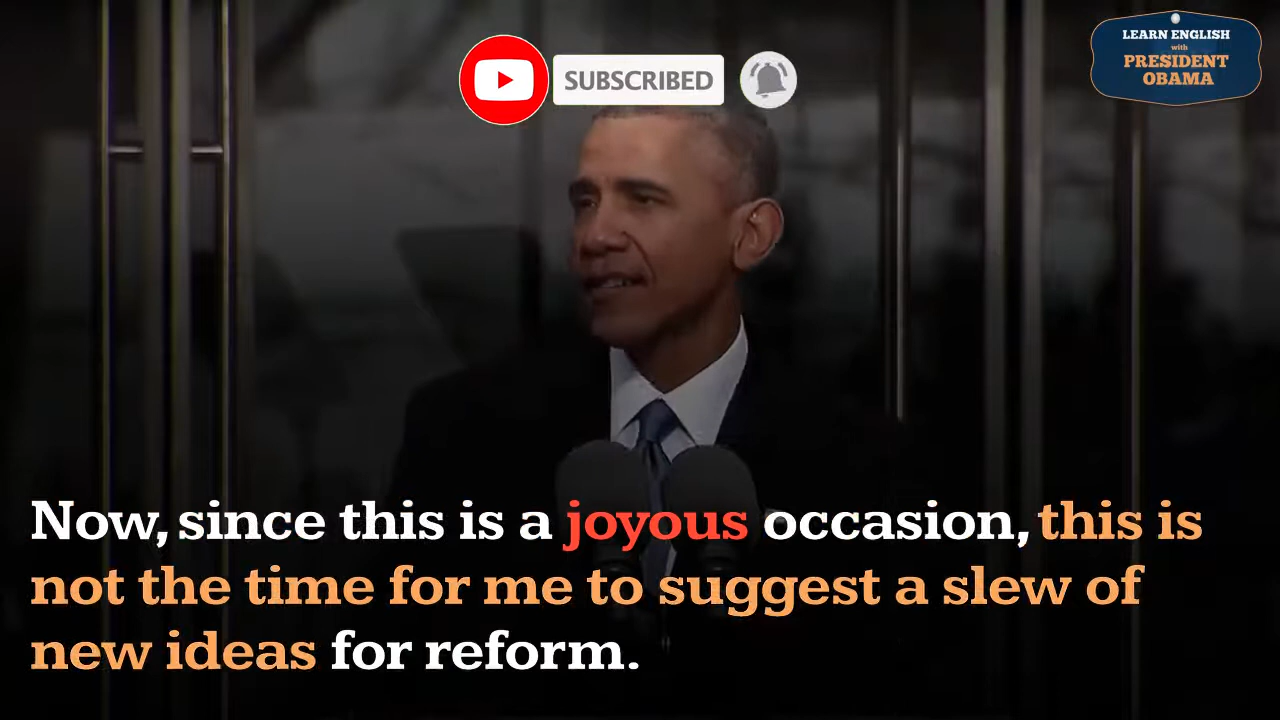 LEARN ENGLISH
with
PRESIDENT
OBAMA
SUBSCRIBED
Now, since this is a joyous occasion, this is
not the time for me to suggest a slew of
new ideas for reform.